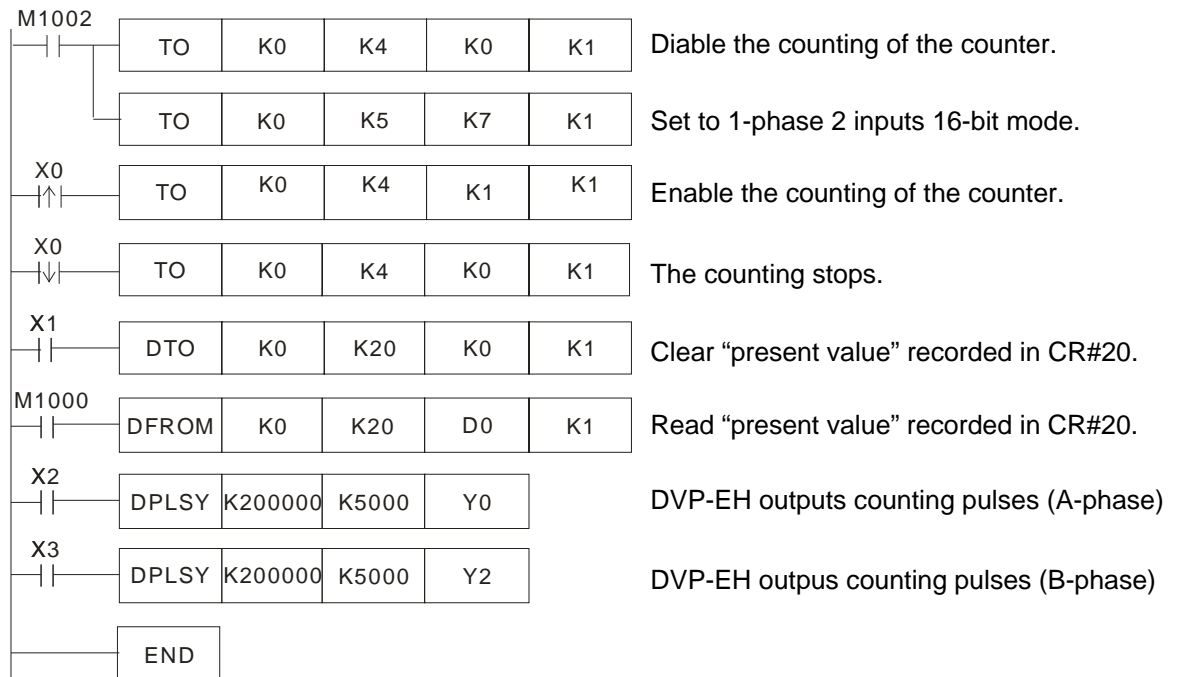 M1002
TO K0 K4 K0 K1 Diable the counting of the counter.
TO K0 K5 K7 K1 Set to 1-phase 2 inputs 16-bit mode.
X0
TO K0 K4 K1 K1 Enable the counting of the counter.
X0
TO K0 K4 K0 K1 The counting stops.
X1
DTO K0 K20 K0 K1 Clear “present value” recorded in CR#20.
M1000
DFROM K0 K20 D0 K1 Read “present value” recorded in CR#20.
X2
DPLSY K200000 K5000 Y0 DVP-EH outputs counting pulses (A-phase)
X3
DPLSY K200000 K5000 Y2 DVP-EH outpus counting pulses (B-phase)
END